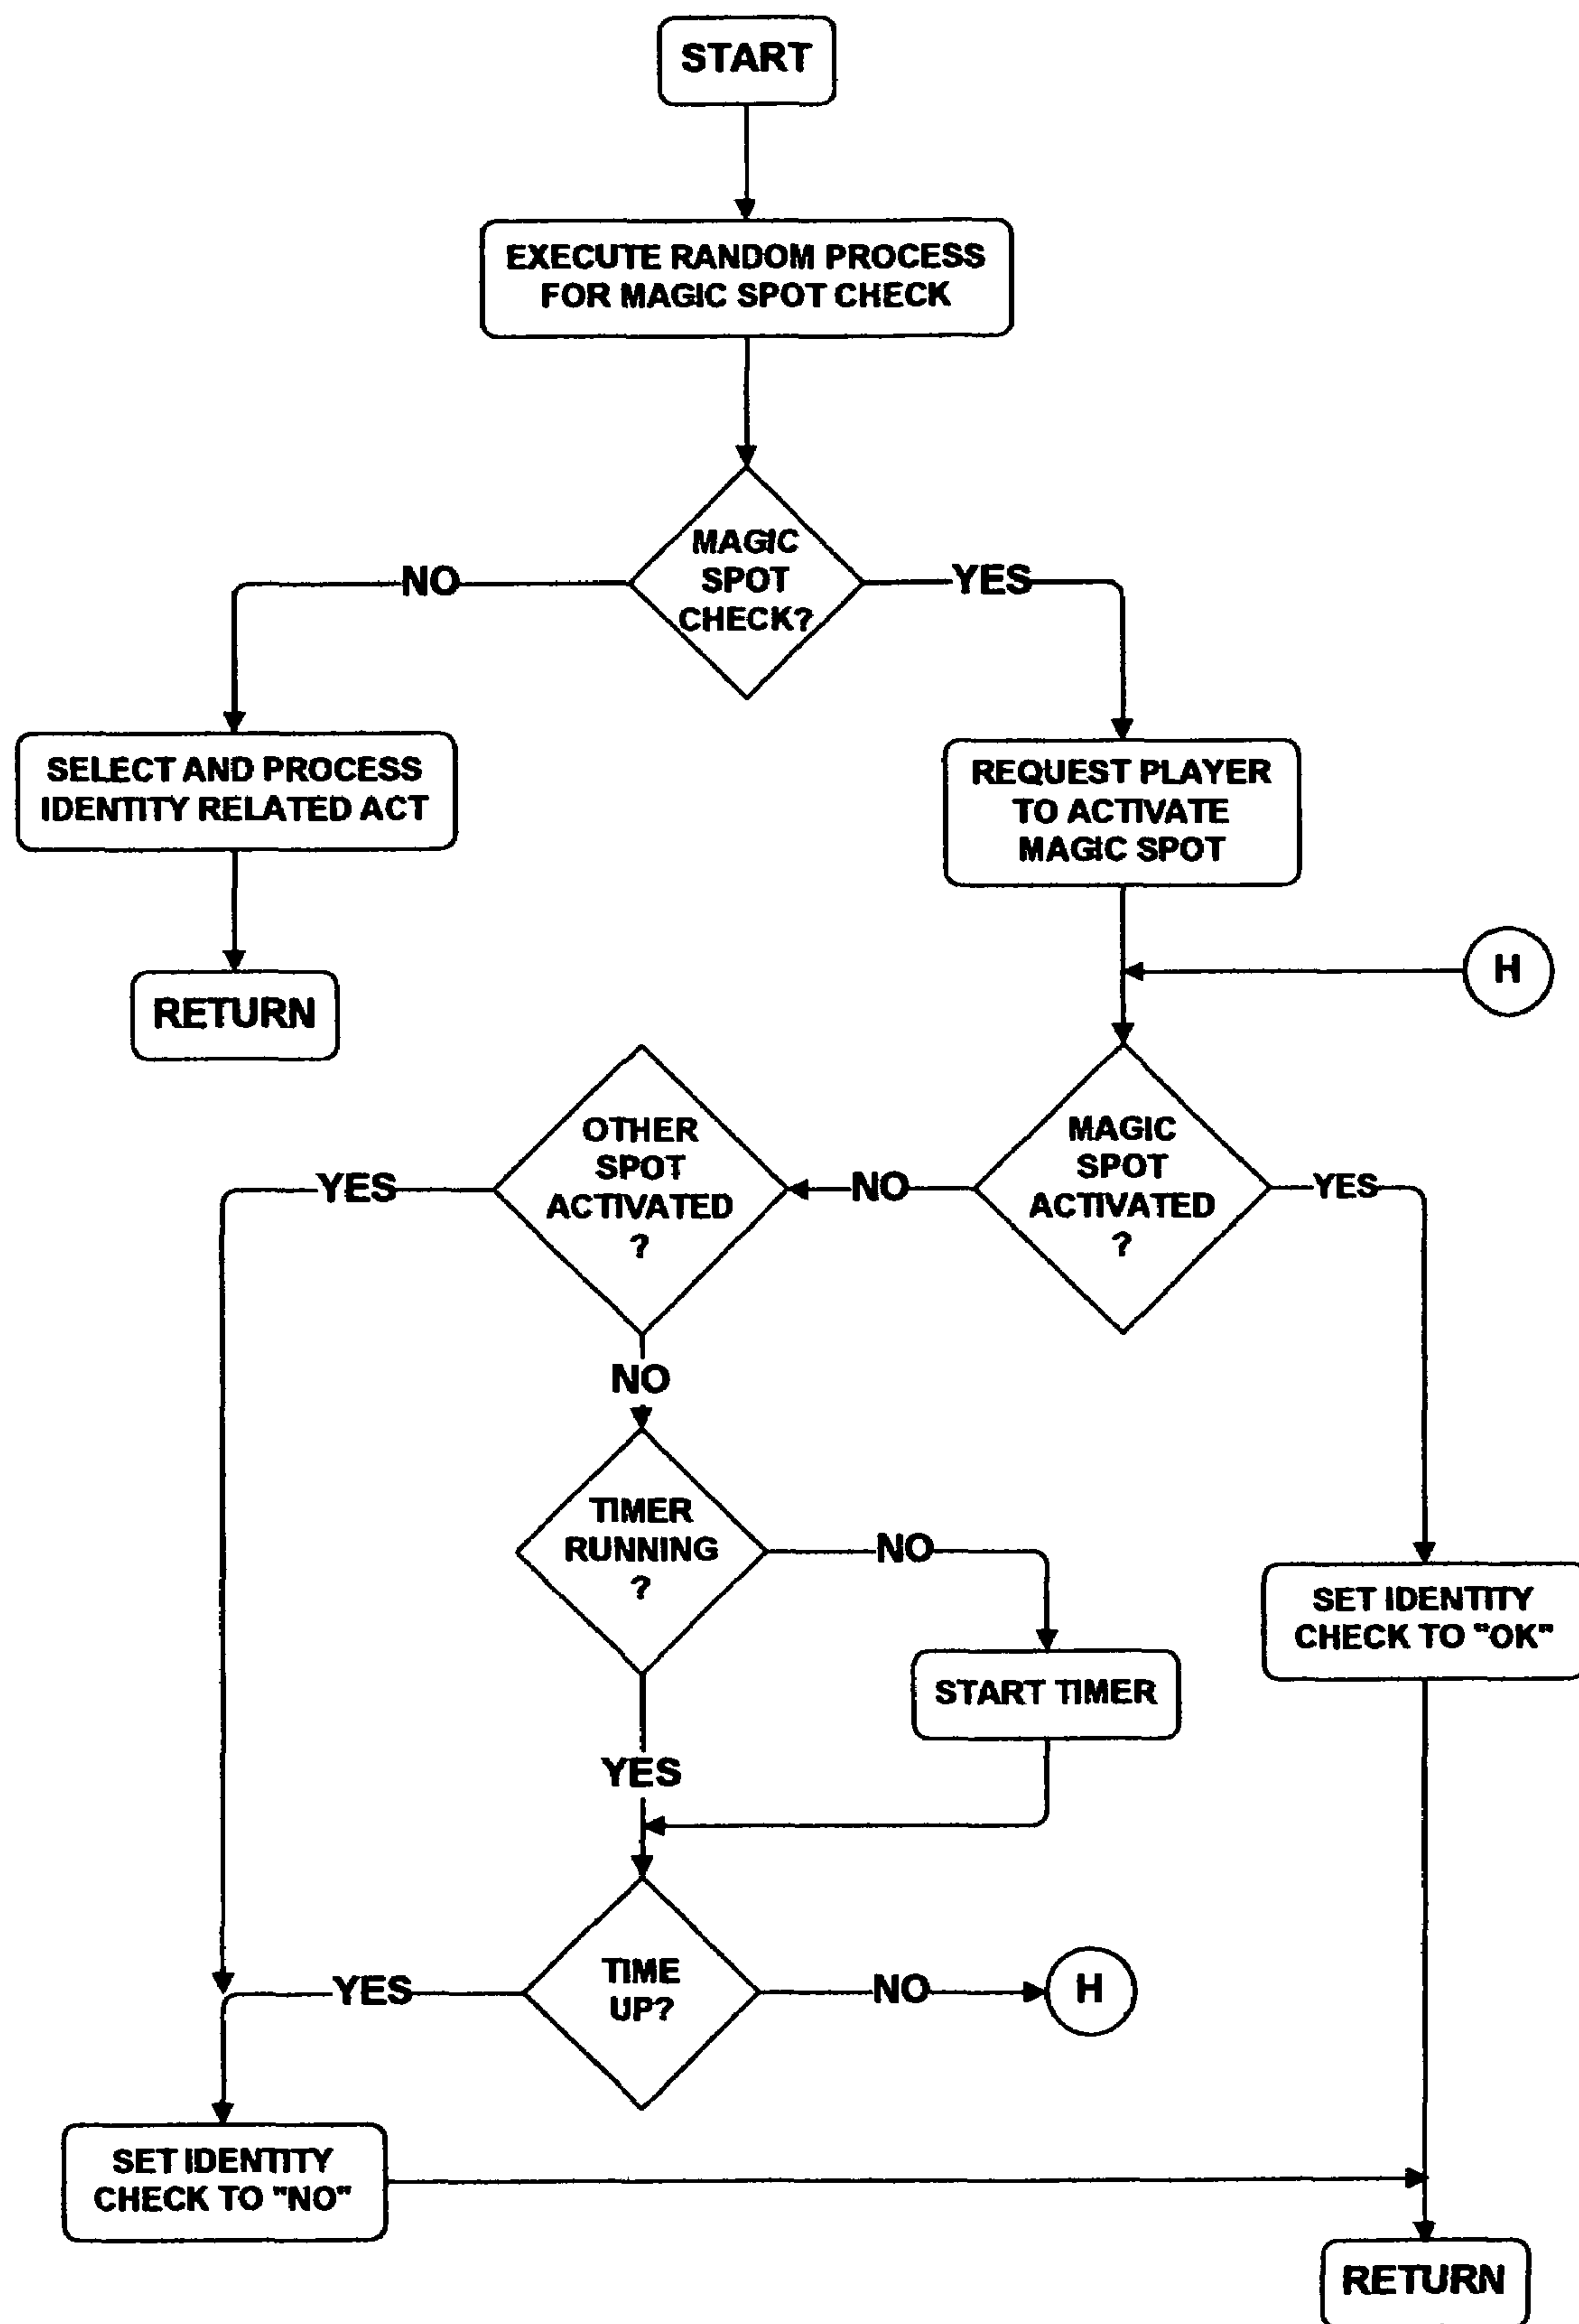 START
EXECUTE RANDOM PROCESS
FOR MAGIC SPOT CHECK
MAGIC
SPOT
CHECK?
NO
YES
SELECT AND PROCESS
IDENTITY RELATED ACT
REQUEST PLAYER
TO ACTIVATE
MAGIC SPOT
RETURN
H
OTHER
SPOT
ACTIVATED
?
MAGIC
SPOT
ACTIVATED
?
YES
NO
YES
NO
TIMER
RUNNING
?
NO
START TIMER
SET IDENTITY
CHECK TO "OK"
YES
TIME
UP?
YES
NO
H
SET IDENTITY
CHECK TO "NO"
RETURN